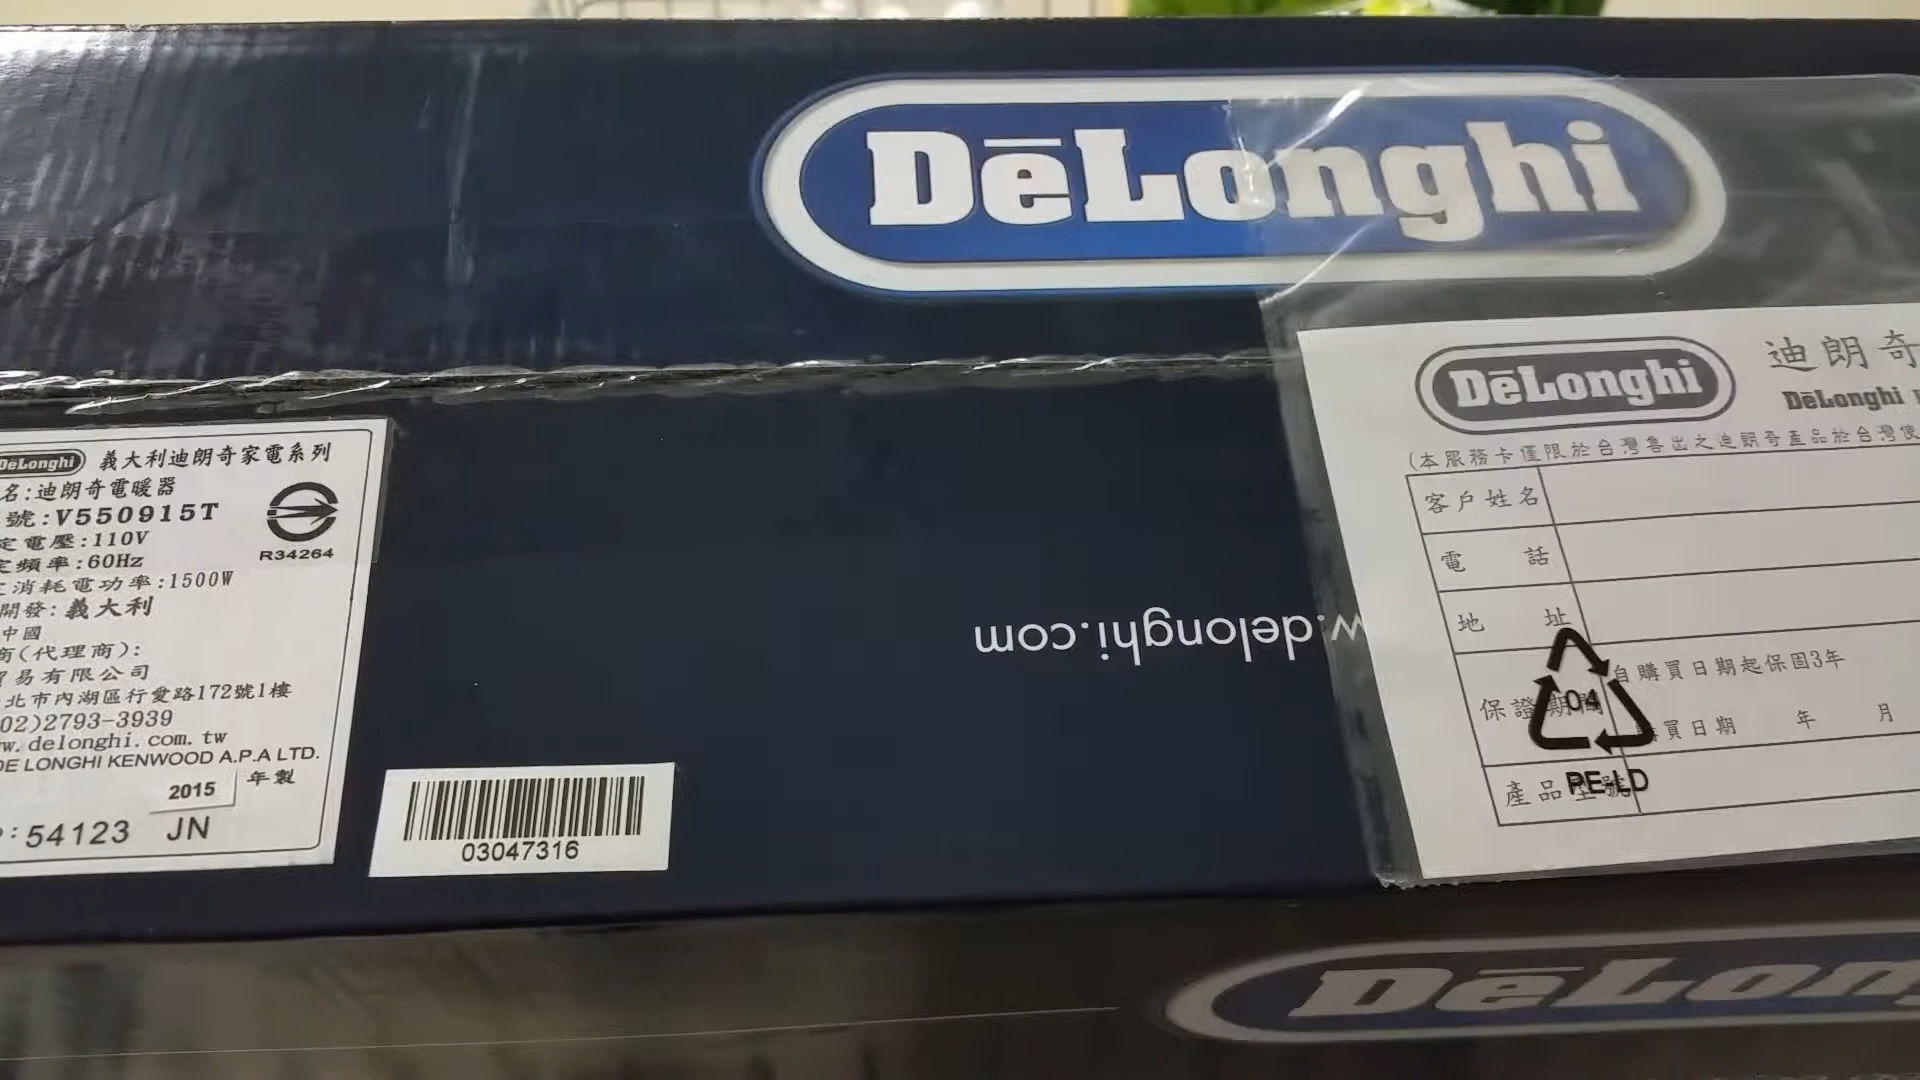 DēLonghi
DēLonghi 義大利迪朗奇家電系列
名:迪朗奇電暖器
號:V550915T
定電壓:110V
定頻率:60Hz
消耗電功率:1500W
開發:義大利
中國
商(代理商):
貿易有限公司
北市內湖區行愛路172號1樓
02)2793-3939
w.delonghi.com.tw
DE LONGHI KENWOOD A.P.A LTD.
2015 年製
:54123 JN
R34264
03047316
w.delonghi.com
DēLonghi 迪朗奇
DēLonghi
(本服務卡僅限於台灣售出之迪朗奇產品於台灣使
客戶姓名
電話
地址
保證期間 自購買日期起保固3年
購買日期 年 月
產品型號
04
PE-LD
DēLon